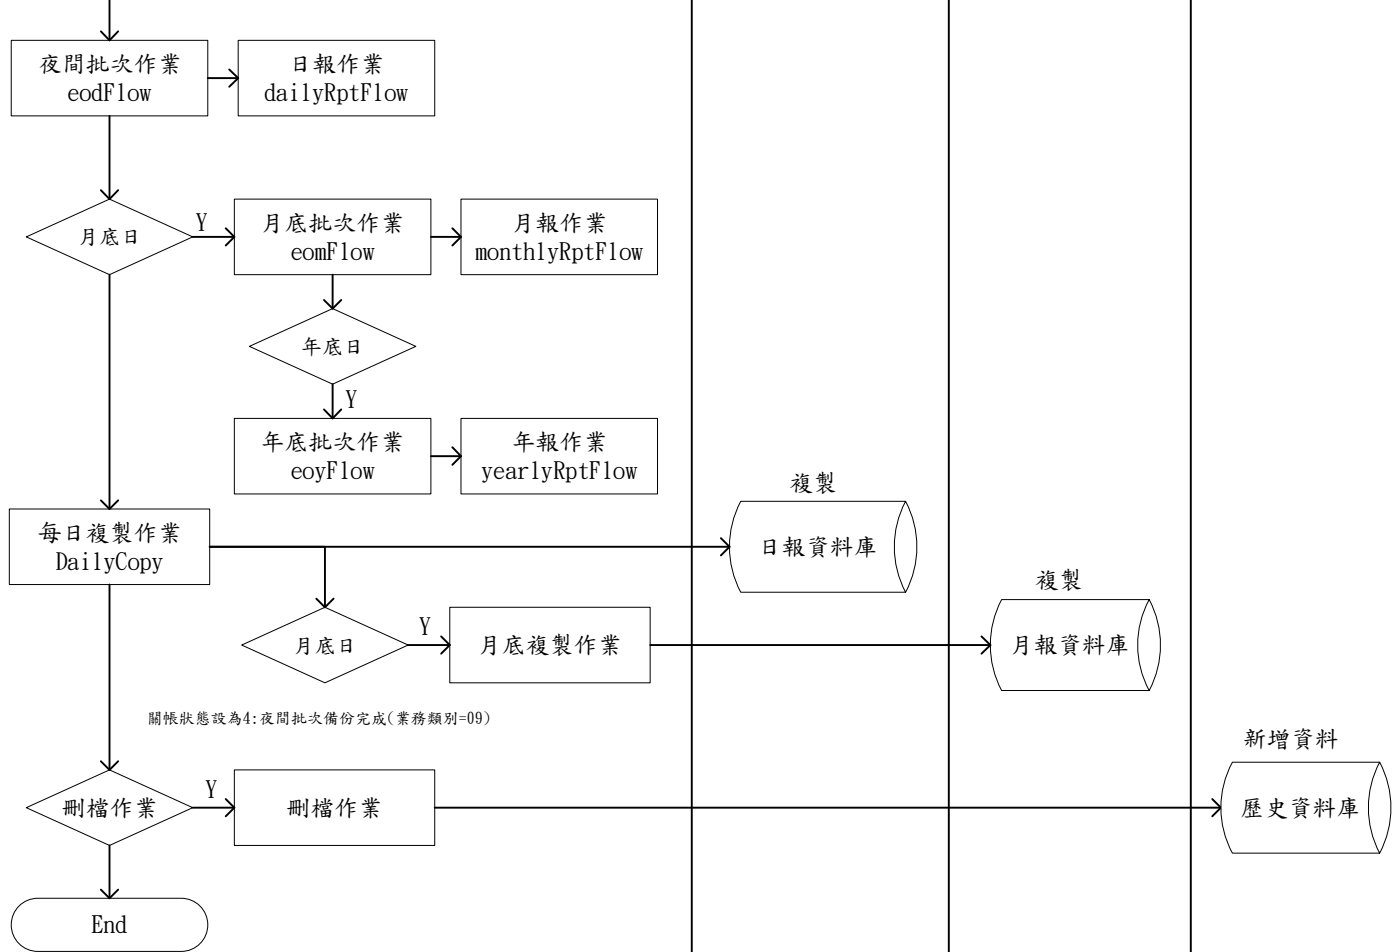 夜間批次作業
eodFlow
日報作業
dailyRptFlow
月底日
Y
月底批次作業
eomFlow
月報作業
monthlyRptFlow
年底日
Y
年底批次作業
eoyFlow
年報作業
yearlyRptFlow
複製
每日複製作業
DailyCopy
日報資料庫
複製
月底日
Y
月底複製作業
月報資料庫
關帳狀態設為4:夜間批次備份完成(業務類別=09)
新增資料
刪檔作業
Y
刪檔作業
歷史資料庫
End